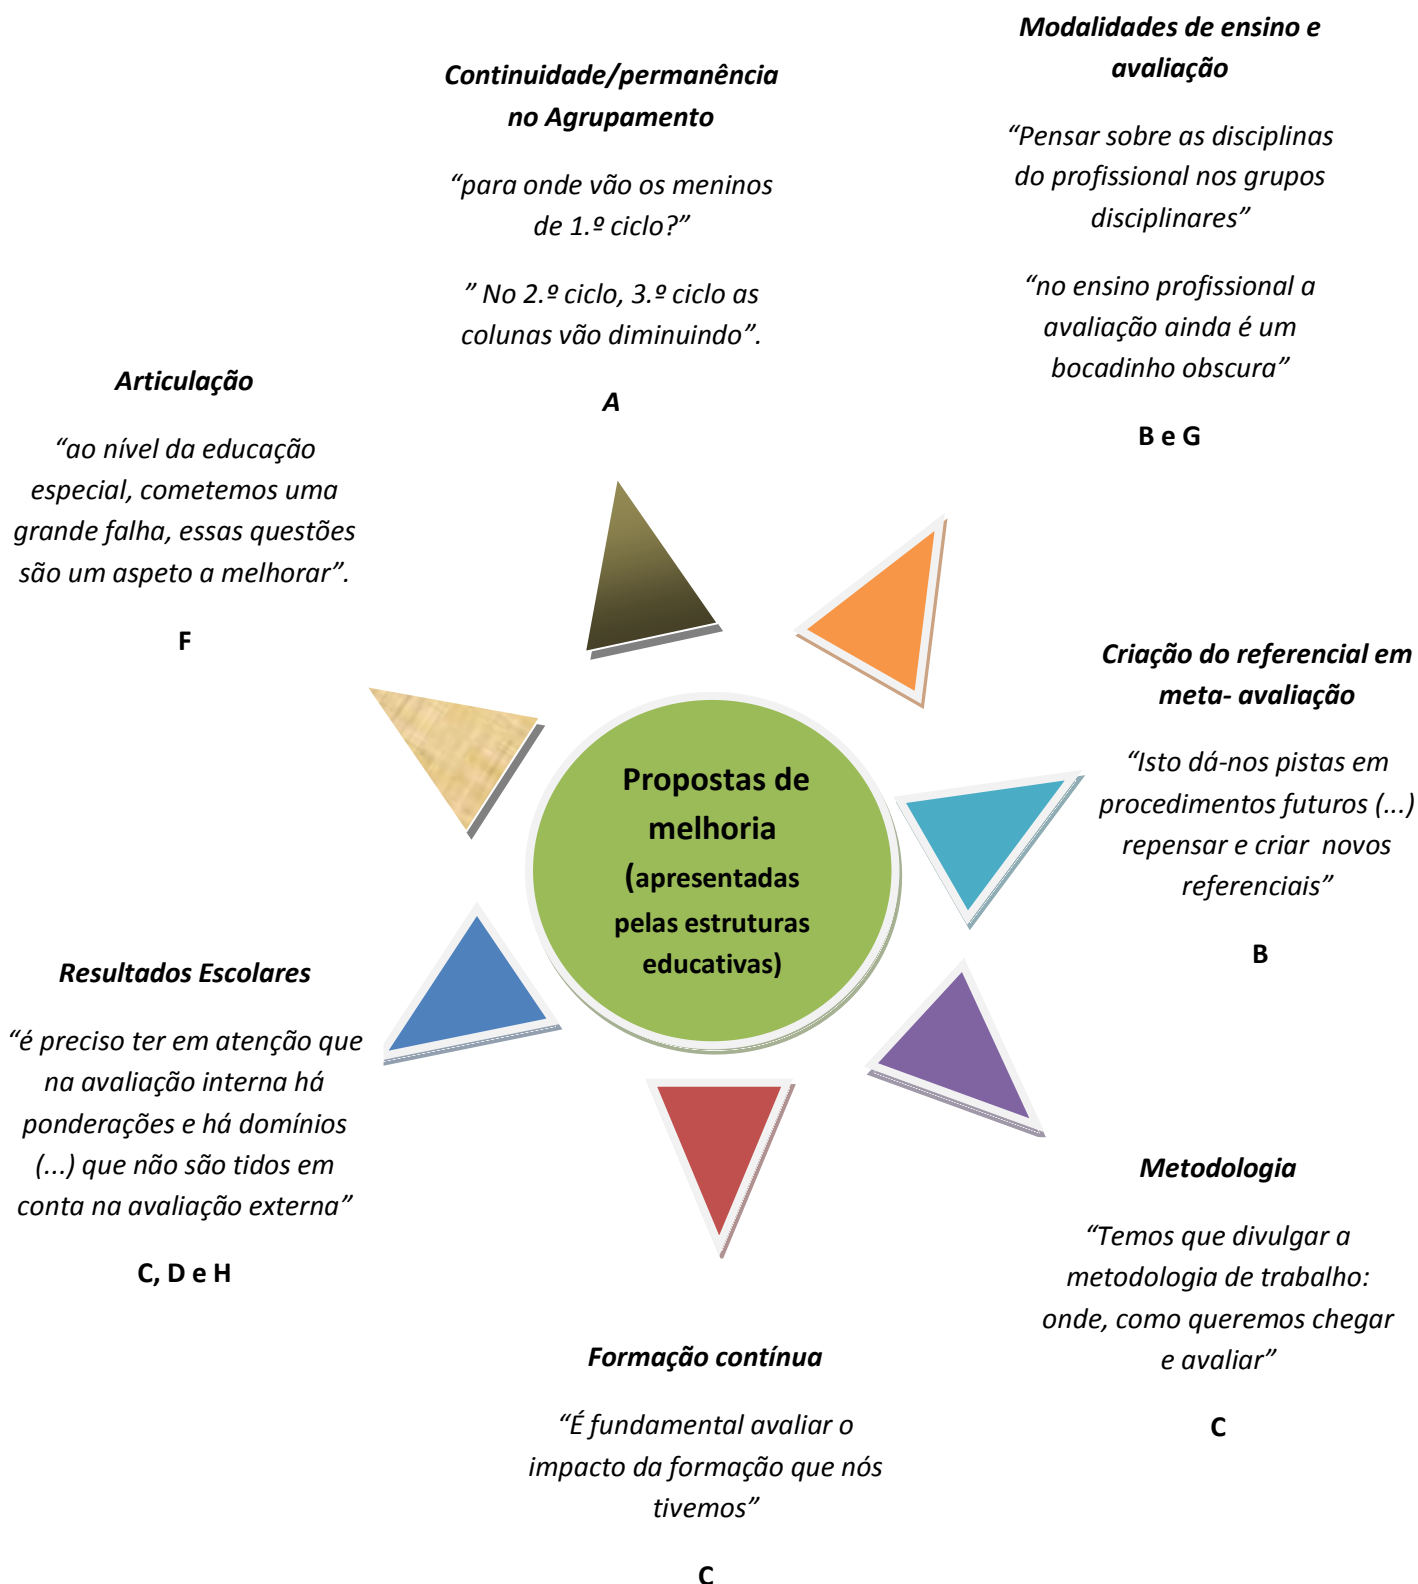 Modalidades de ensino e
avaliação
“Pensar sobre as disciplinas
do profissional nos grupos
disciplinares”
“no ensino profissional a
avaliação ainda é um
bocadinho obscura”
B e G
Continuidade/permanência
no Agrupamento
“para onde vão os meninos
de 1.º ciclo?”
” No 2.º ciclo, 3.º ciclo as
colunas vão diminuindo”.
A
Articulação
“ao nível da educação
especial, cometemos uma
grande falha, essas questões
são um aspeto a melhorar”.
F
Criação do referencial em
meta- avaliação
“Isto dá-nos pistas em
procedimentos futuros (...)
repensar e criar novos
referenciais”
B
Propostas de
melhoria
(apresentadas
pelas estruturas
educativas)
Resultados Escolares
“é preciso ter em atenção que
na avaliação interna há
ponderações e há domínios
(...) que não são tidos em
conta na avaliação externa”
C, D e H
Metodologia
“Temos que divulgar a
metodologia de trabalho:
onde, como queremos chegar
e avaliar”
C
Formação contínua
“É fundamental avaliar o
impacto da formação que nós
tivemos”
C